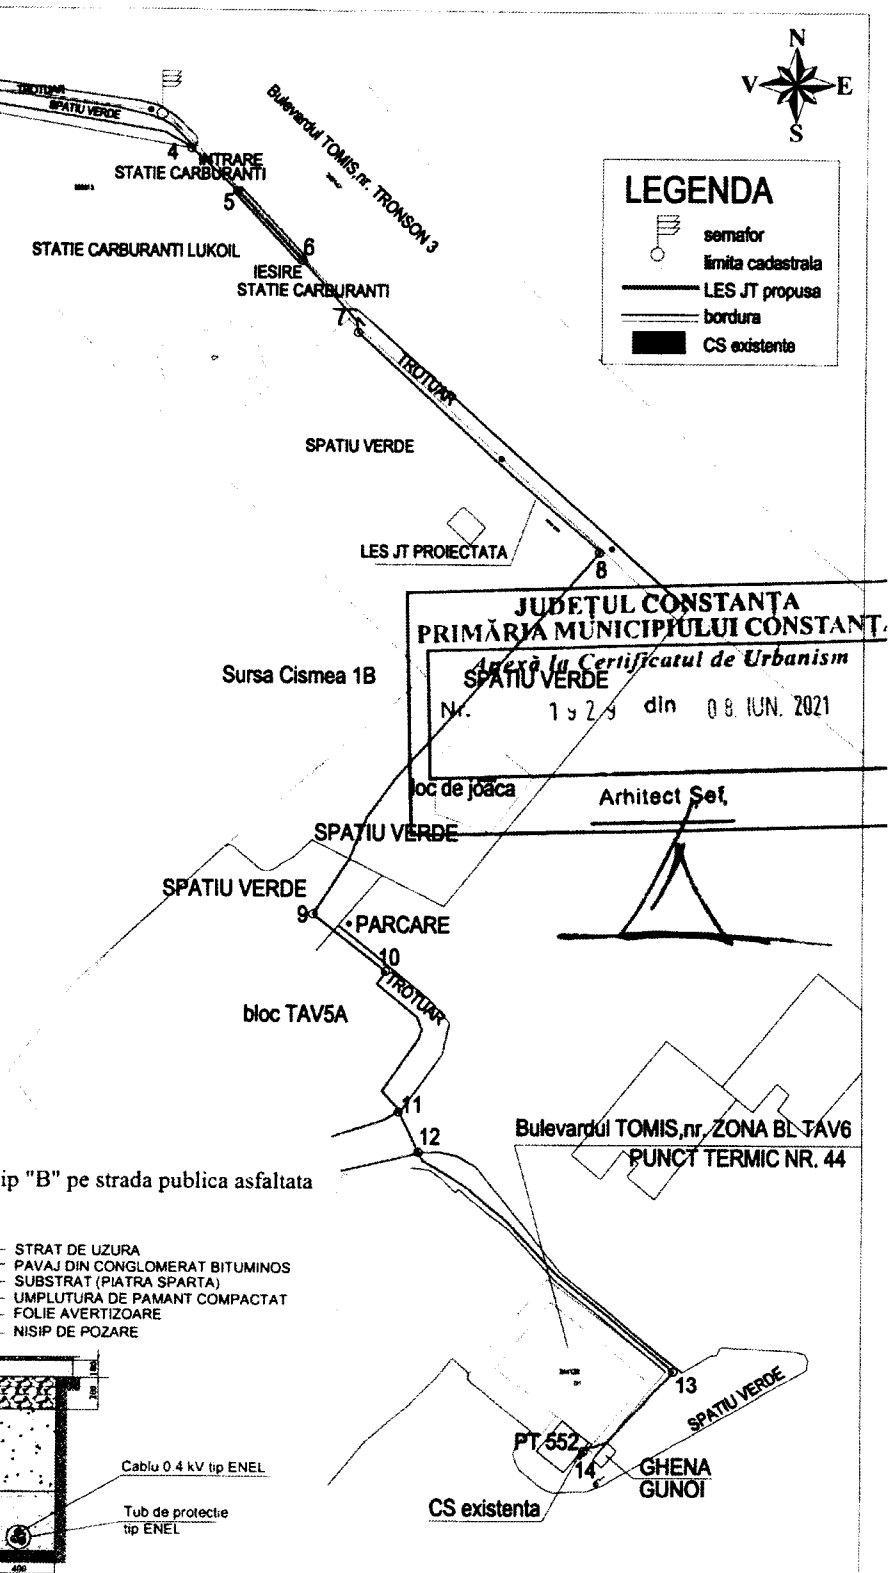 N
V E
S
TROTUAR
SPATIU VERDE
4
INTRARE
STATIE CARBURANTI
5
Bulevardul TOMIS,nr. TRONSON 3
STATIE CARBURANTI LUKOIL
6
IESIRE
STATIE CARBURANTI
7
LEGENDA
semafor
limita cadastrala
LES JT propusa
bordura
CS existente
TROTUAR
SPATIU VERDE
LES JT PROIECTATA
8
JUDEŢUL CONSTANŢA
PRIMĂRIA MUNICIPIULUI CONSTANŢ
Anexă la Certificatul de Urbanism
Sursa Cismea 1B
SPATIU VERDE
Nr. 1929 din 08. IUN. 2021
loc de joaca
Arhitect Şef,
SPATIU VERDE
SPATIU VERDE
9
PARCARE
10
TROTUAR
bloc TAV5A
11
12
Bulevardul TOMIS,nr. ZONA BL TAV6
PUNCT TERMIC NR. 44
ip "B" pe strada publica asfaltata
STRAT DE UZURA
PAVAJ DIN CONGLOMERAT BITUMINOS
SUBSTRAT (PIATRA SPARTA)
UMPLUTURA DE PAMANT COMPACTAT
FOLIE AVERTIZOARE
NISIP DE POZARE
13
SPATIU VERDE
PT 552
14
GHENA
GUNOI
CS existenta
Cablu 0.4 kV tip ENEL
Tub de protectie
tip ENEL
400